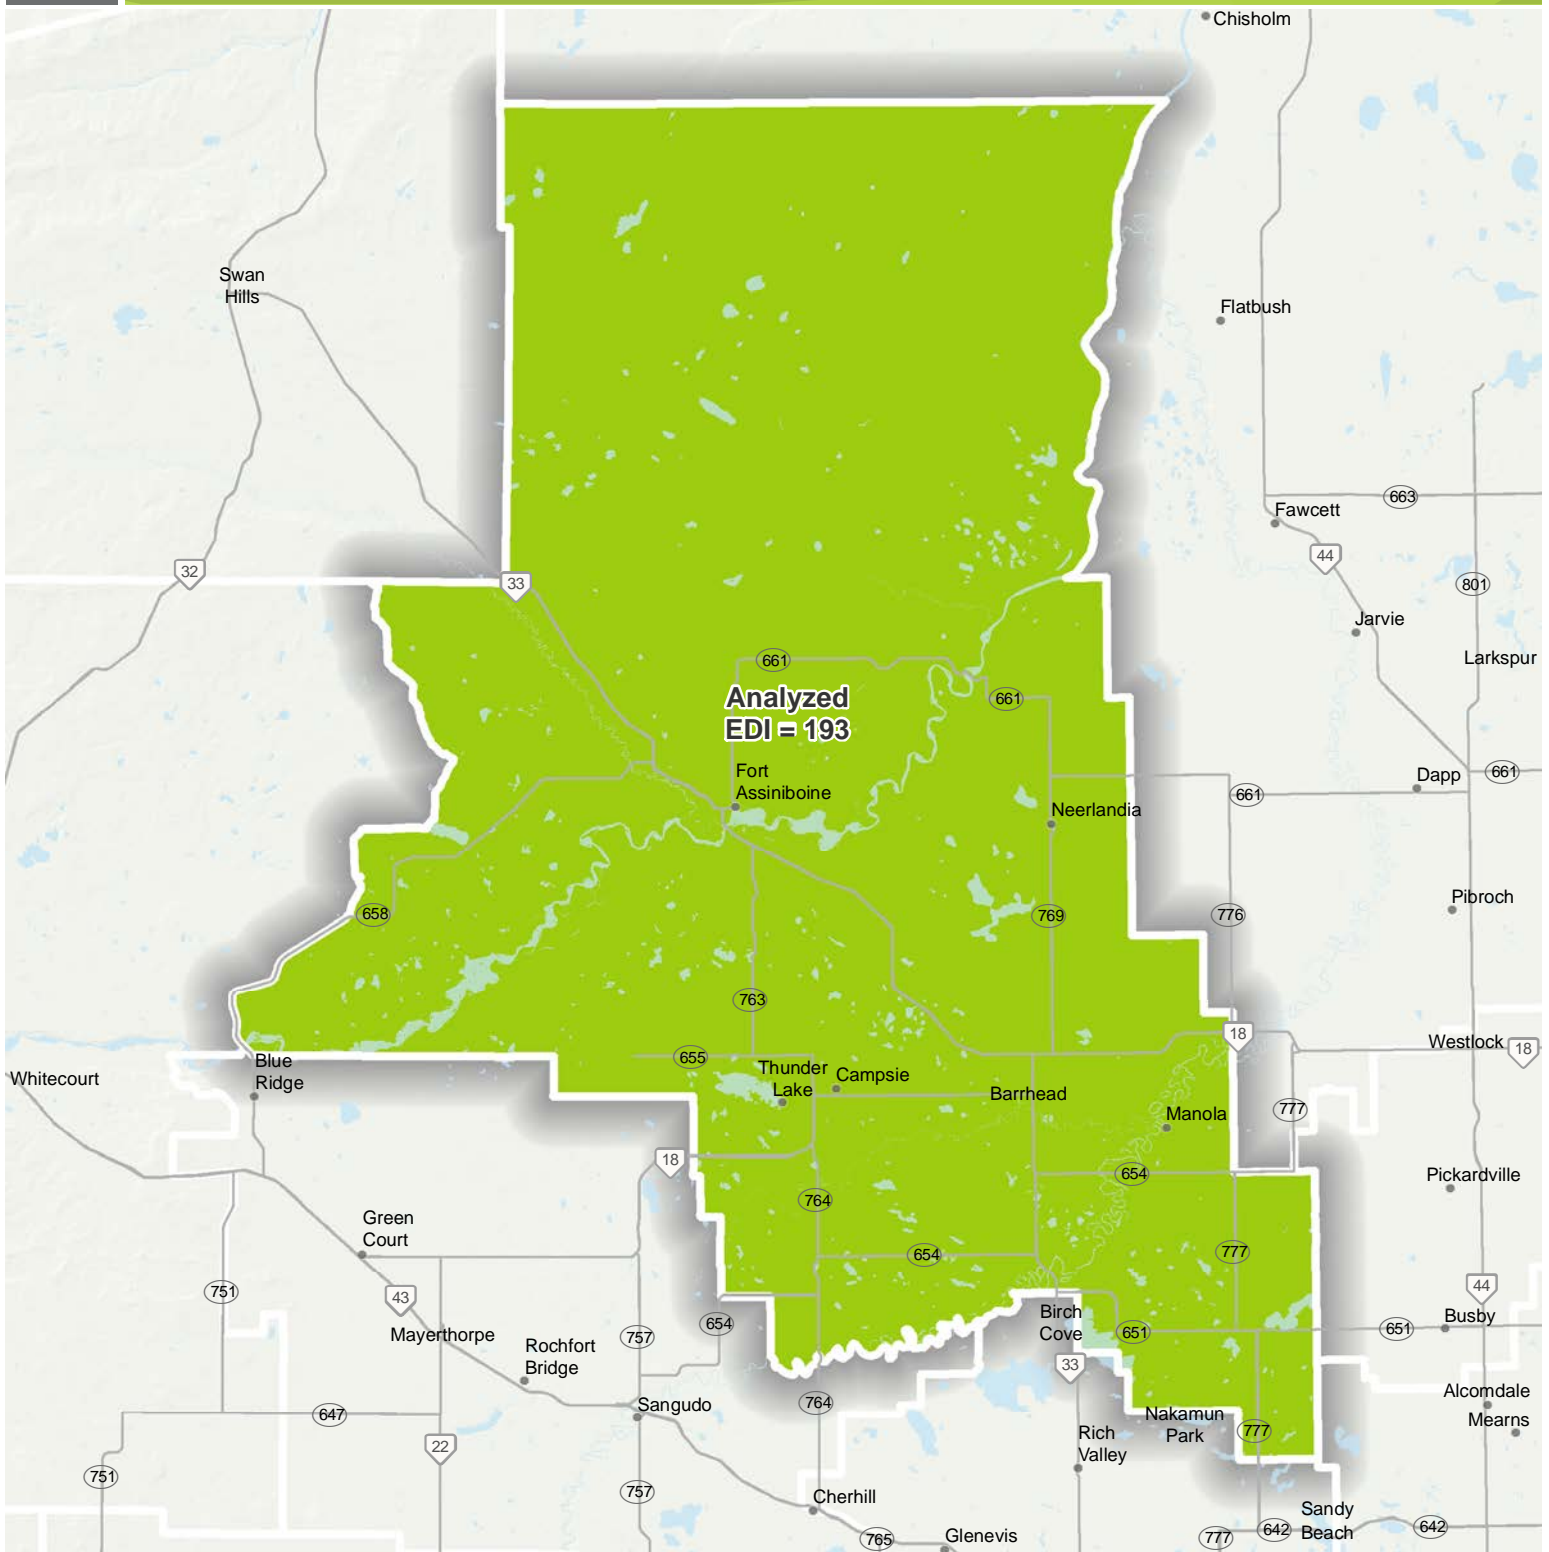 Chisholm
Swan
Hills
Flatbush
663
Fawcett
44
32
33
801
Jarvie
661
Larkspur
Analyzed
EDI = 193
661
Fort
Assiniboine
Dapp
661
661
Neerlandia
Pibroch
658
769
776
763
18
Westlock
18
655
Blue
Ridge
Whitecourt
Thunder
Lake
Campsie
Barrhead
777
Manola
18
654
Pickardville
764
Green
Court
654
777
751
43
44
Mayerthorpe
Rochfort
Bridge
757
654
Birch
Cove
651
651
Busby
33
Alcomdale
Mearns
647
Sangudo
764
Nakamun
Park
777
22
Rich
Valley
751
757
Cherhill
Sandy
Beach
765
Glenevis
777
642
642